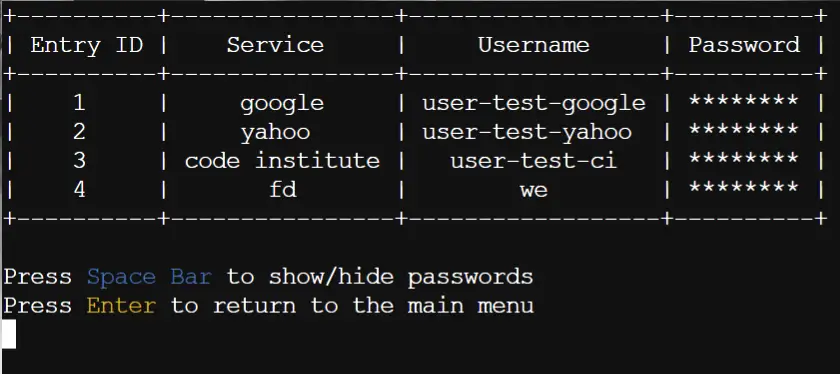 +----------+----------------+------------------+----------+
| Entry ID |    Service     |     Username     | Password |
+----------+----------------+------------------+----------+
|    1     |     google     | user-test-google | ******** |
|    2     |     yahoo      | user-test-yahoo  | ******** |
|    3     | code institute |   user-test-ci   | ******** |
|    4     |       fd       |        we        | ******** |
+----------+----------------+------------------+----------+
Press Space Bar to show/hide passwords
Press Enter to return to the main menu